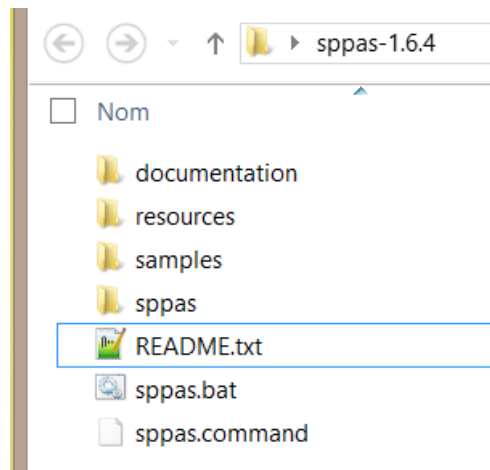 sppas-1.6.4
Nom
documentation
resources
samples
sppas
README.txt
sppas.bat
sppas.command